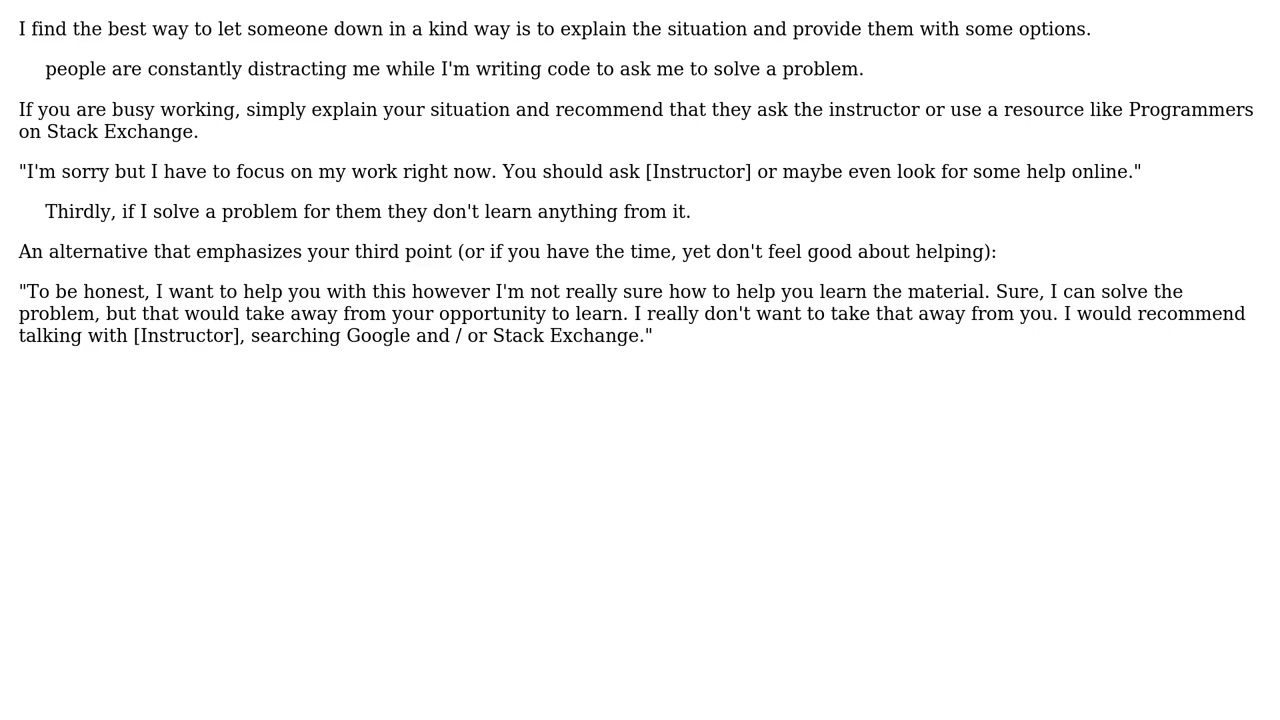 I find the best way to let someone down in a kind way is to explain the situation and provide them with some options.
people are constantly distracting me while I'm writing code to ask me to solve a problem.
If you are busy working, simply explain your situation and recommend that they ask the instructor or use a resource like Programmers
on Stack Exchange.
"I'm sorry but I have to focus on my work right now. You should ask [Instructor] or maybe even look for some help online."
Thirdly, if I solve a problem for them they don't learn anything from it.
An alternative that emphasizes your third point (or if you have the time, yet don't feel good about helping):
"To be honest, I want to help you with this however I'm not really sure how to help you learn the material. Sure, I can solve the
problem, but that would take away from your opportunity to learn. I really don't want to take that away from you. I would recommend
talking with [Instructor], searching Google and / or Stack Exchange."